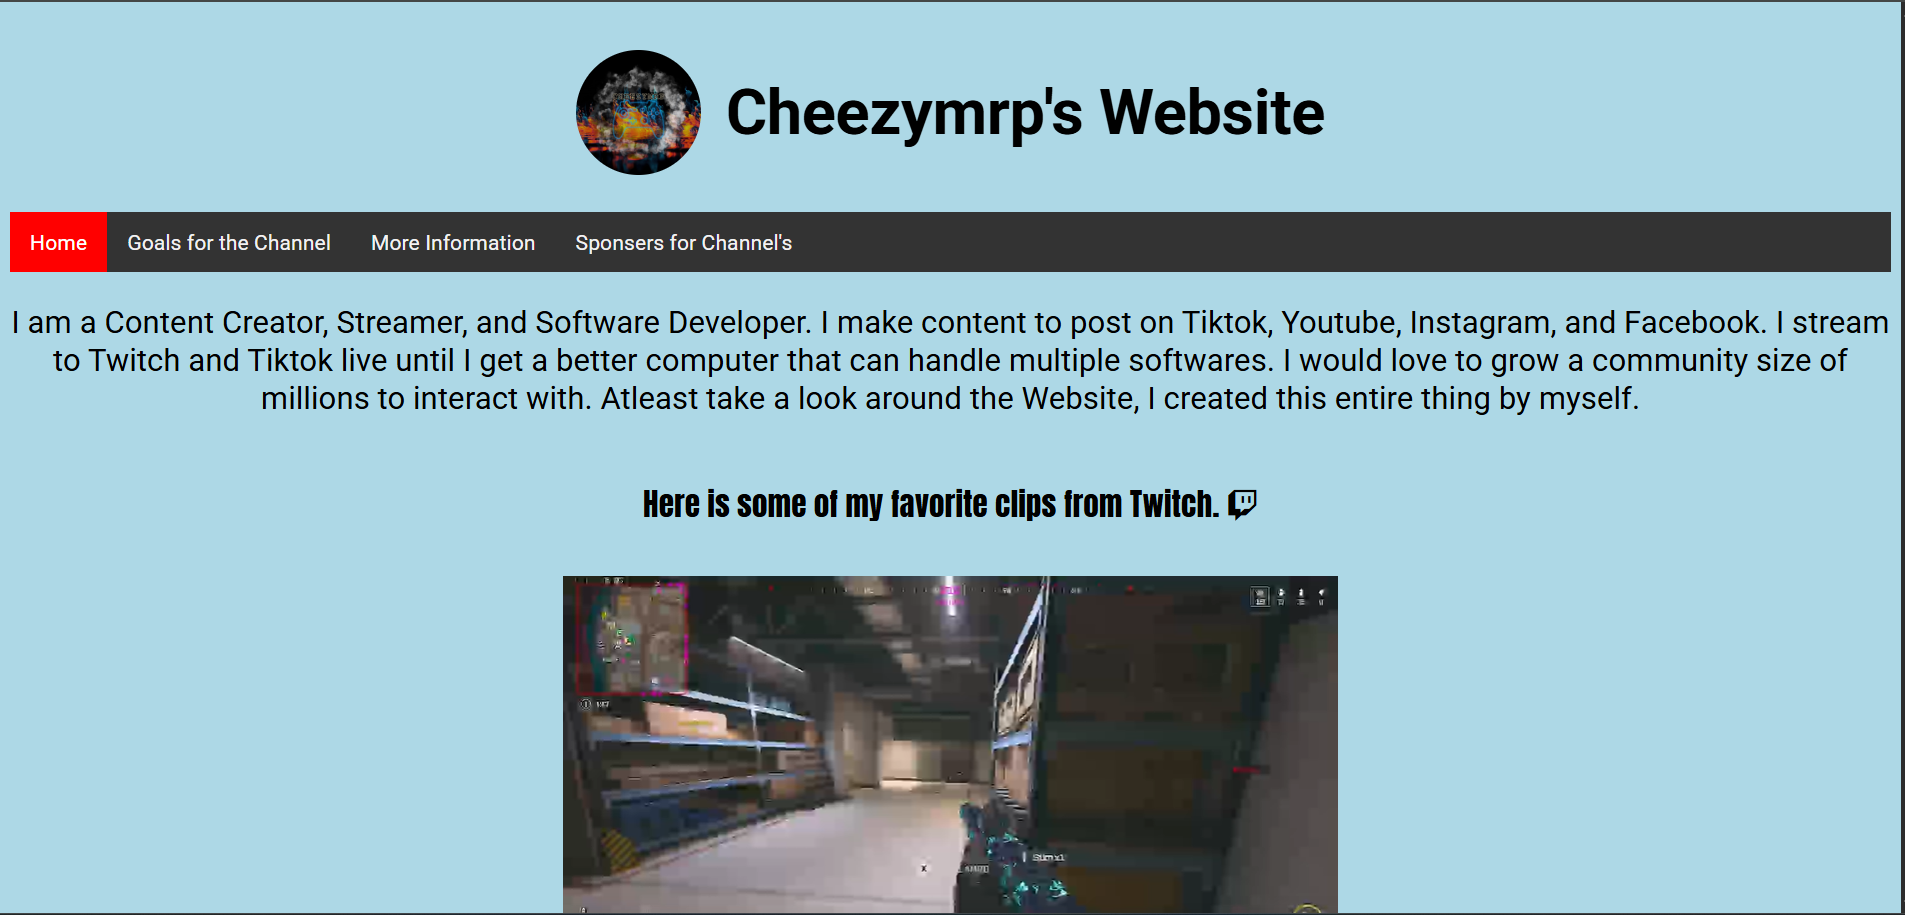 Cheezymrp's Website
Home Goals for the Channel More Information Sponsers for Channel's
I am a Content Creator, Streamer, and Software Developer. I make content to post on Tiktok, Youtube, Instagram, and Facebook. I stream
to Twitch and Tiktok live until I get a better computer that can handle multiple softwares. I would love to grow a community size of
millions to interact with. Atleast take a look around the Website, I created this entire thing by myself.
Here is some of my favorite clips from Twitch.